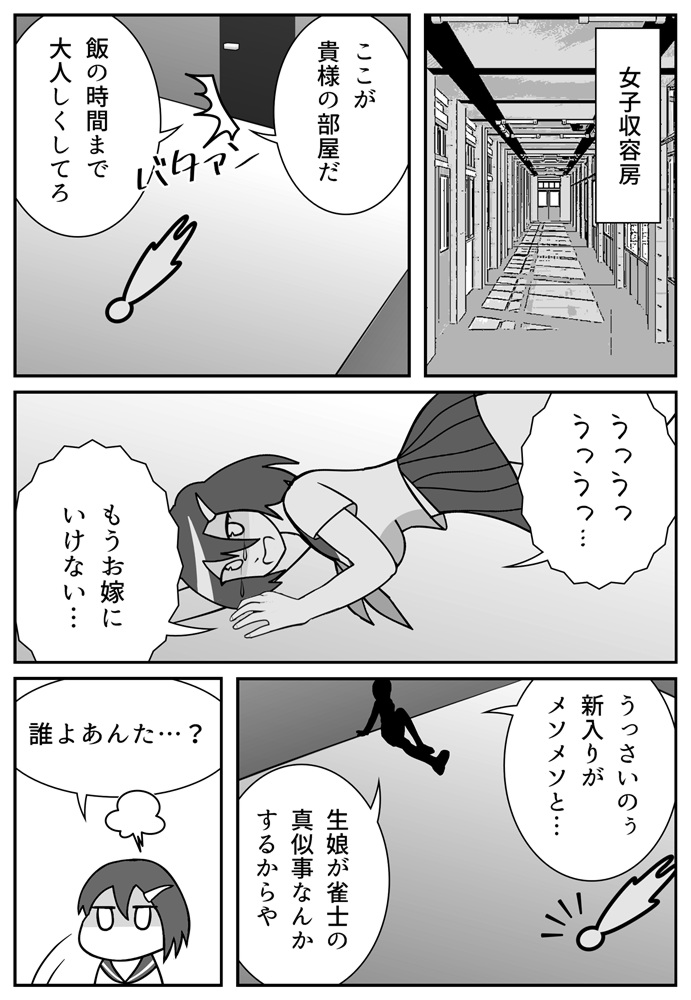 女子収容房
ここが
貴様の部屋だ
バタァン
飯の時間まで
大人しくしてろ
うっうっ
うっうっ…
もうお嫁に
いけない…
うっさいのぅ
新入りが
メソメソと…
生娘が雀士の
真似事なんか
するからや
誰よあんた…？